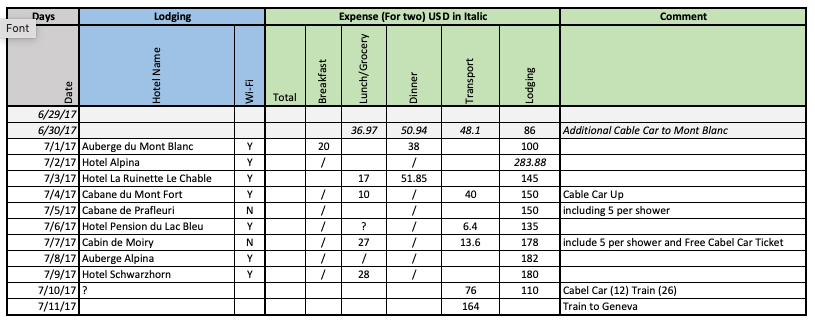 Days Lodging Expense (For two) USD in Italic Comment
Font
Date Hotel Name Wi-Fi Total Breakfast Lunch/Grocery Dinner Transport Lodging
6/29/17
6/30/17 36.97 50.94 48.1 86 Additional Cable Car to Mont Blanc
7/1/17 Auberge du Mont Blanc Y 20 38 100
7/2/17 Hotel Alpina Y / / 283.88
7/3/17 Hotel La Ruinette Le Chable Y 17 51.85 145
7/4/17 Cabane du Mont Fort Y / 10 / 40 150 Cable Car Up
7/5/17 Cabane de Prafleuri N / / 150 including 5 per shower
7/6/17 Hotel Pension du Lac Bleu Y / ? / 6.4 135
7/7/17 Cabin de Moiry N / 27 / 13.6 178 include 5 per shower and Free Cabel Car Ticket
7/8/17 Auberge Alpina Y / / / 182
7/9/17 Hotel Schwarzhorn Y / 28 / 180
7/10/17 ? 76 110 Cabel Car (12) Train (26)
7/11/17 164 Train to Geneva